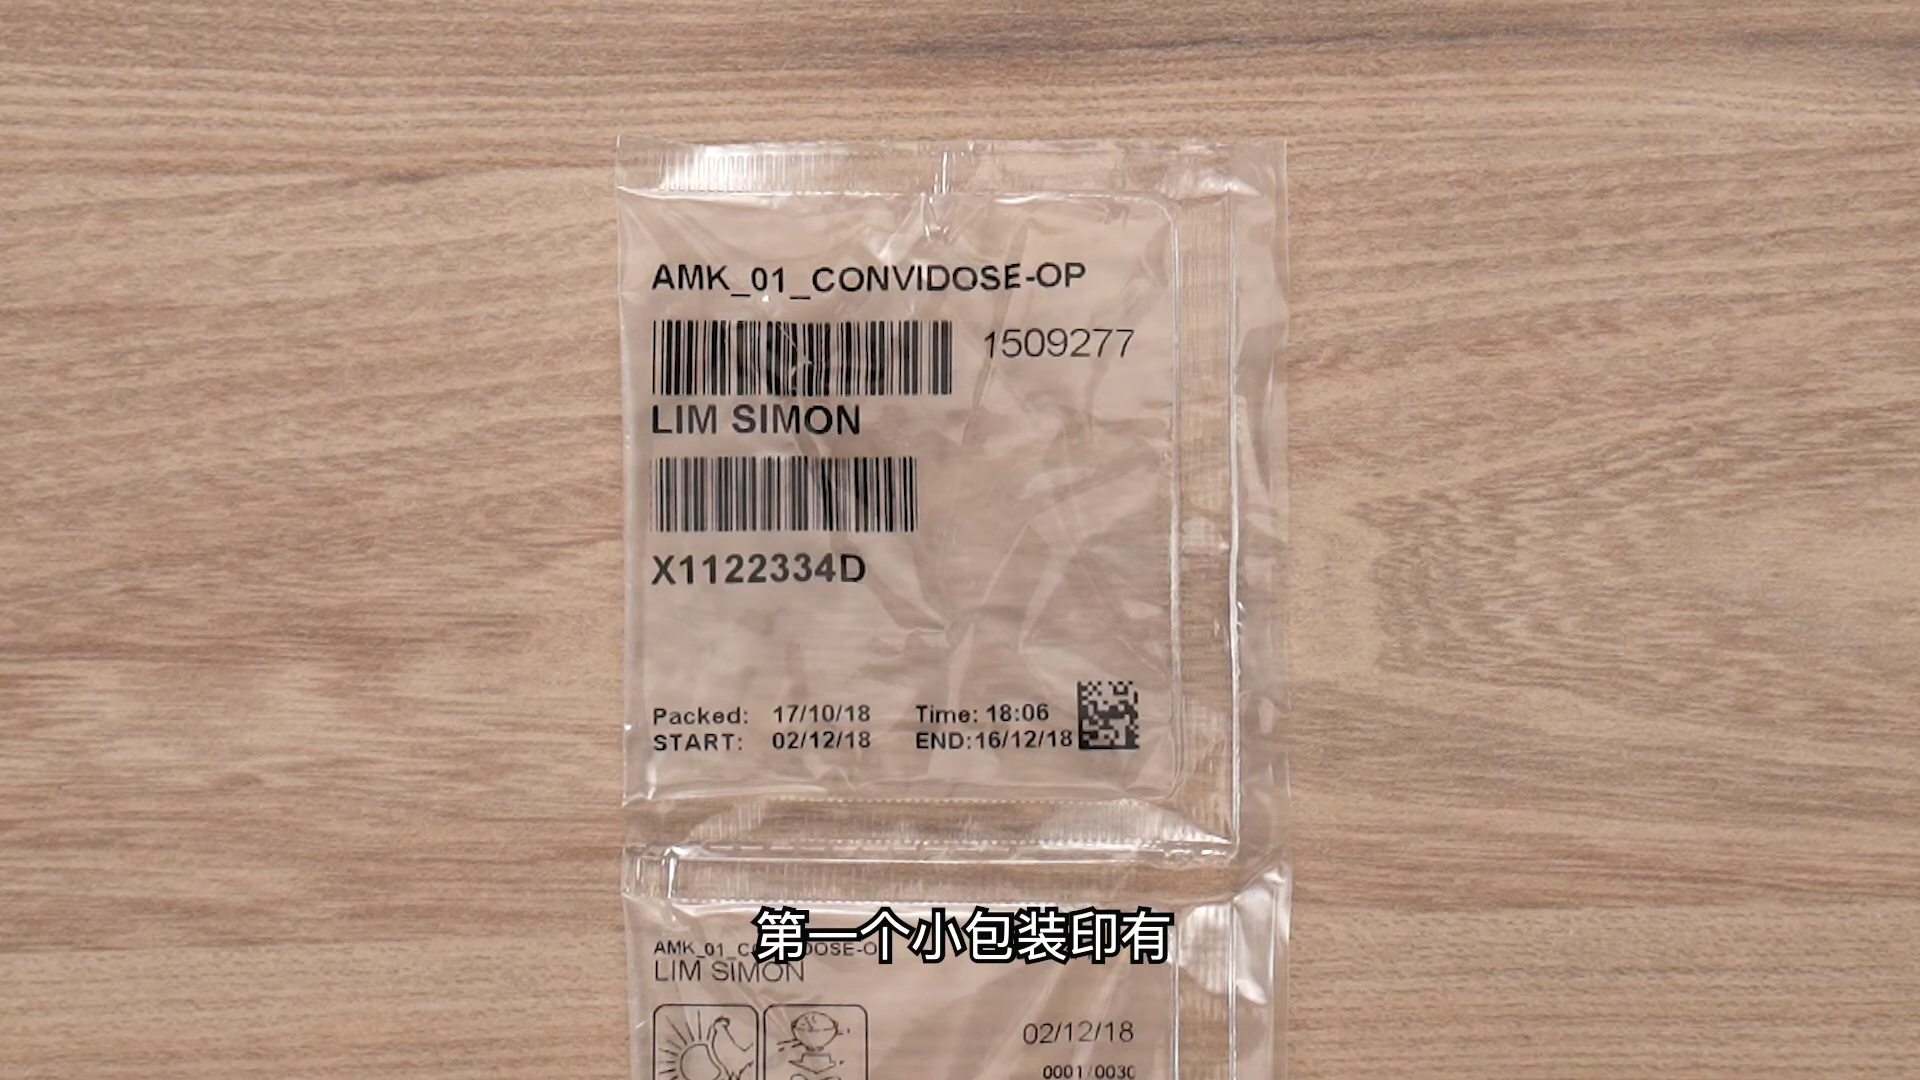 AMK_01_CONVIDOSE-OP
1509277
LIM SIMON
X1122334D
Packed: 17/10/18 Time: 18:06
START: 02/12/18 END:16/12/18
第一个小包装印有
LIM SIMON
02/12/18
0001/0030